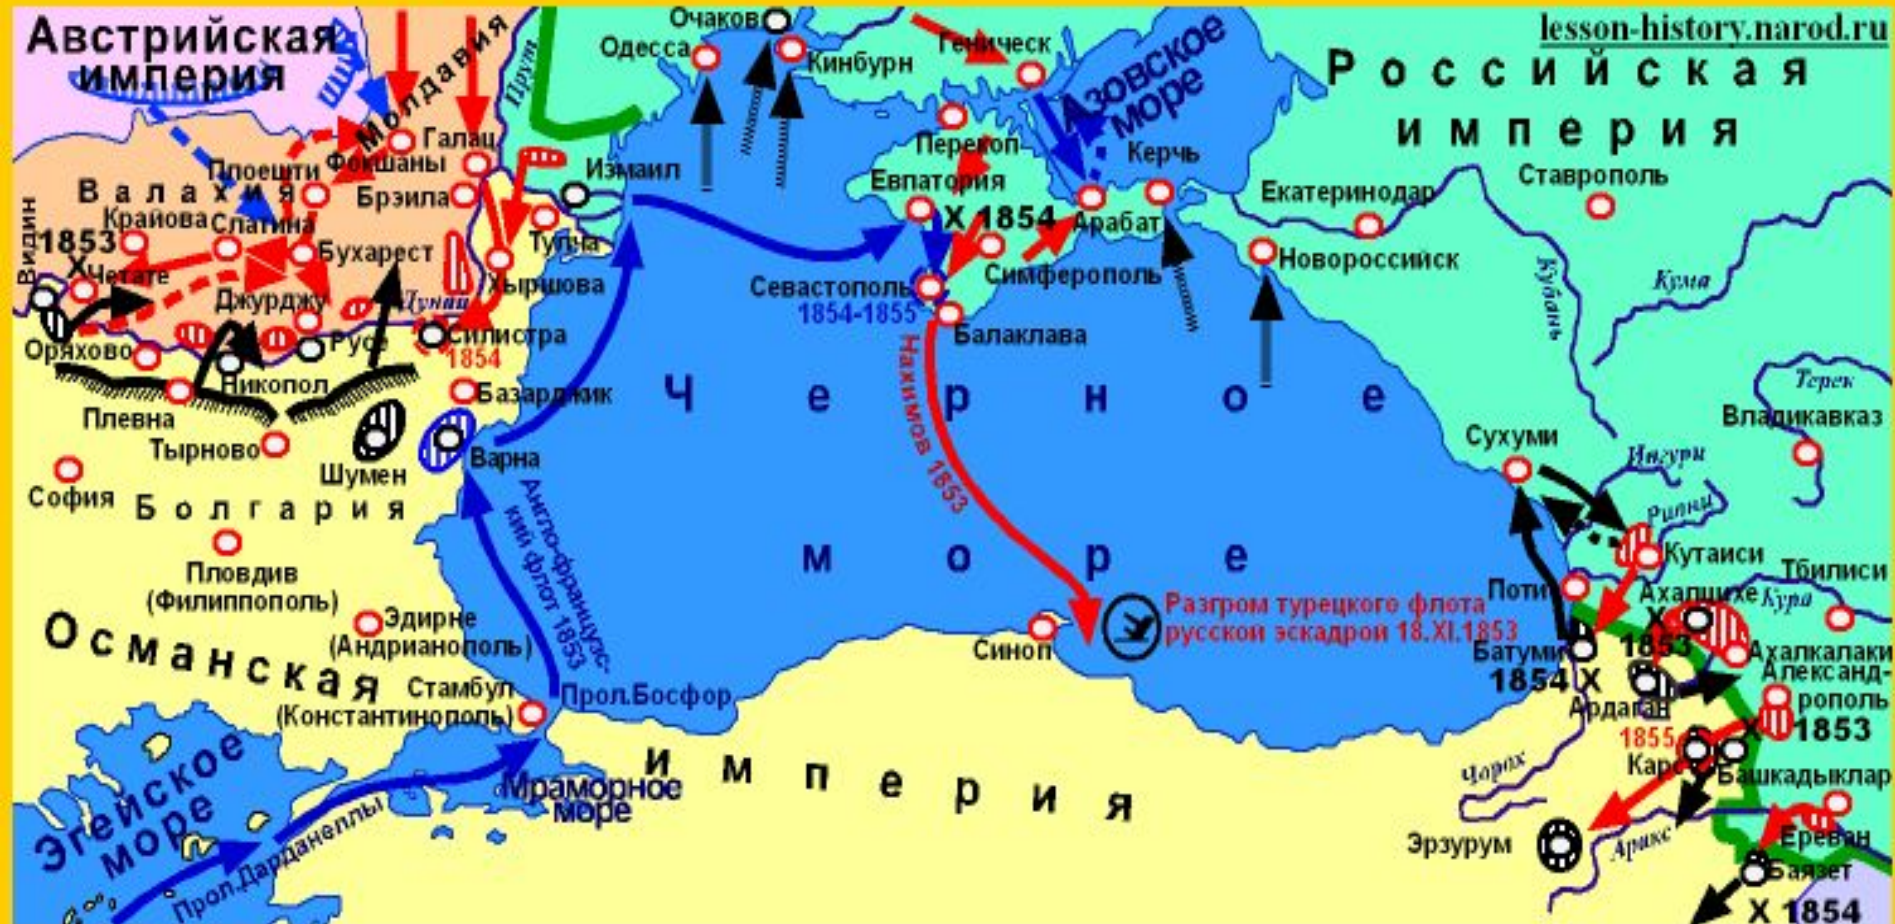 lesson-history.narod.ru
Австрийская
империя
Молдавия
Прут
Очаков
Одесса
Кинбурн
Геническ
Азовское
море
Российская
империя
Перекоп
Керчь
Галац
Фокшаны
Плоешти
Измаил
Валахия
Брэила
Евпатория
X 1854
Арабат
Екатеринодар
Ставрополь
Крайова
Слатина
Видин
1853
X
Четате
Бухарест
Тулча
Хыршова
Симферополь
Новороссийск
Кубань
Кума
Джурджу
Дунай
Севастополь
1854-1855
Балаклава
Оряхово
Русе
Силистра
1854
Никопол
Базарджик
Плевна
Тырново
Шумен
Варна
София
Болгария
Нахимов 1853
Черное
море
Терек
Владикавказ
Сухуми
Ингури
Риони
Кутаиси
Тбилиси
Пловдив
(Филиппополь)
Эдирне
(Андрианополь)
Англо-французс-
кий флот 1853
Османская
империя
Стамбул
(Константинополь)
Прол.Босфор
Синоп
Разгром турецкого флота
русской эскадрой 18.XI.1853
Поти
Ахалцихе
Кура
X
1853
Батуми
1854 X
Ахалкалаки
Александ-
рополь
Ардаган
X 1853
1855
Карс
Башкадыклар
Чорох
Эгейское
море
Мраморное
море
Прол.Дарданеллы
Эрзурум
Аракс
Ереван
Баязет
X 1854